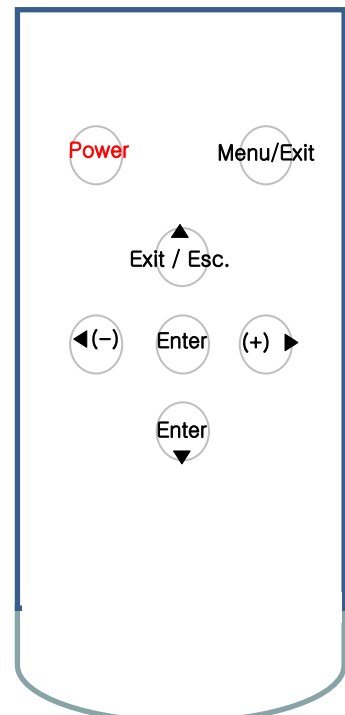 Power
Menu/Exit
▲
Exit / Esc.
◀(-)
Enter
(+) ▶
Enter
▼